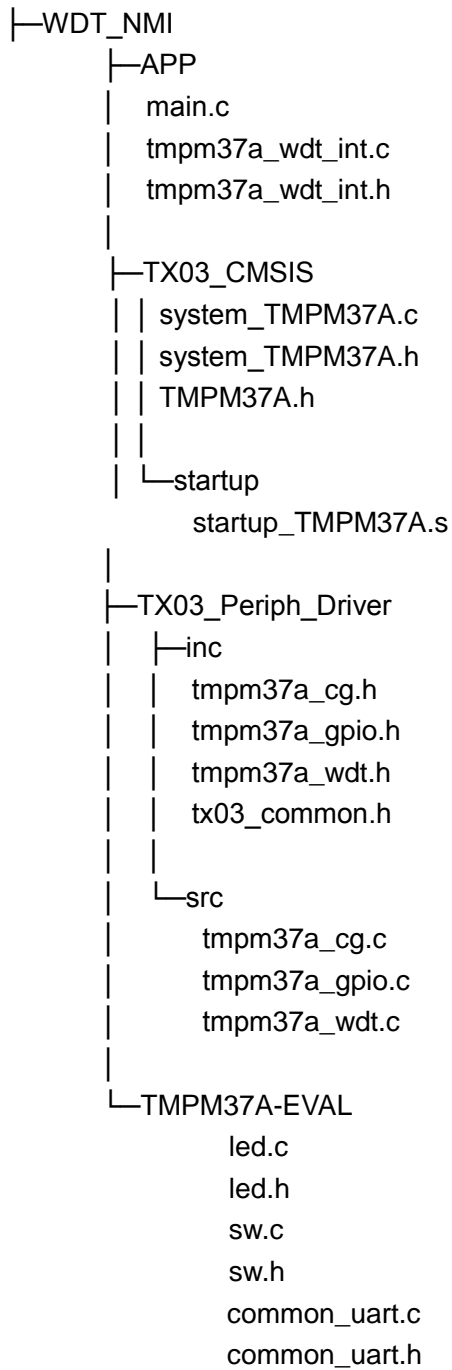 ├─WDT_NMI
├─APP
│ main.c
│ tmpm37a_wdt_int.c
│ tmpm37a_wdt_int.h
│
├─TX03_CMSIS
│ │ system_TMPM37A.c
│ │ system_TMPM37A.h
│ │ TMPM37A.h
│ │
│ └─startup
startup_TMPM37A.s
│
├─TX03_Periph_Driver
│ ├─inc
│ │ tmpm37a_cg.h
│ │ tmpm37a_gpio.h
│ │ tmpm37a_wdt.h
│ │ tx03_common.h
│ │
│ └─src
│ tmpm37a_cg.c
│ tmpm37a_gpio.c
│ tmpm37a_wdt.c
│
└─TMPM37A-EVAL
led.c
led.h
sw.c
sw.h
common_uart.c
common_uart.h